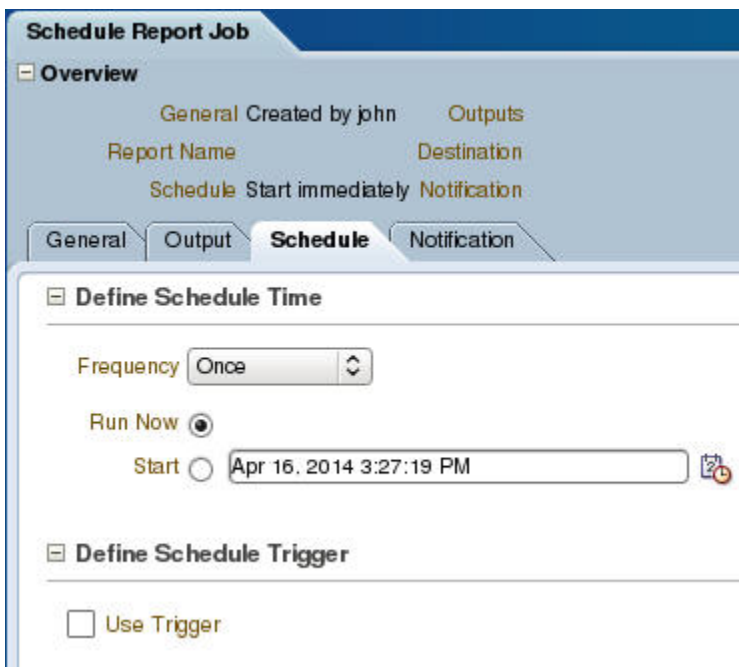 Schedule Report Job
Overview
General Created by john Outputs
Report Name Destination
Schedule Start immediately Notification
General Output Schedule Notification
Define Schedule Time
Frequency Once
Run Now
Start Apr 16, 2014 3:27:19 PM
Define Schedule Trigger
Use Trigger